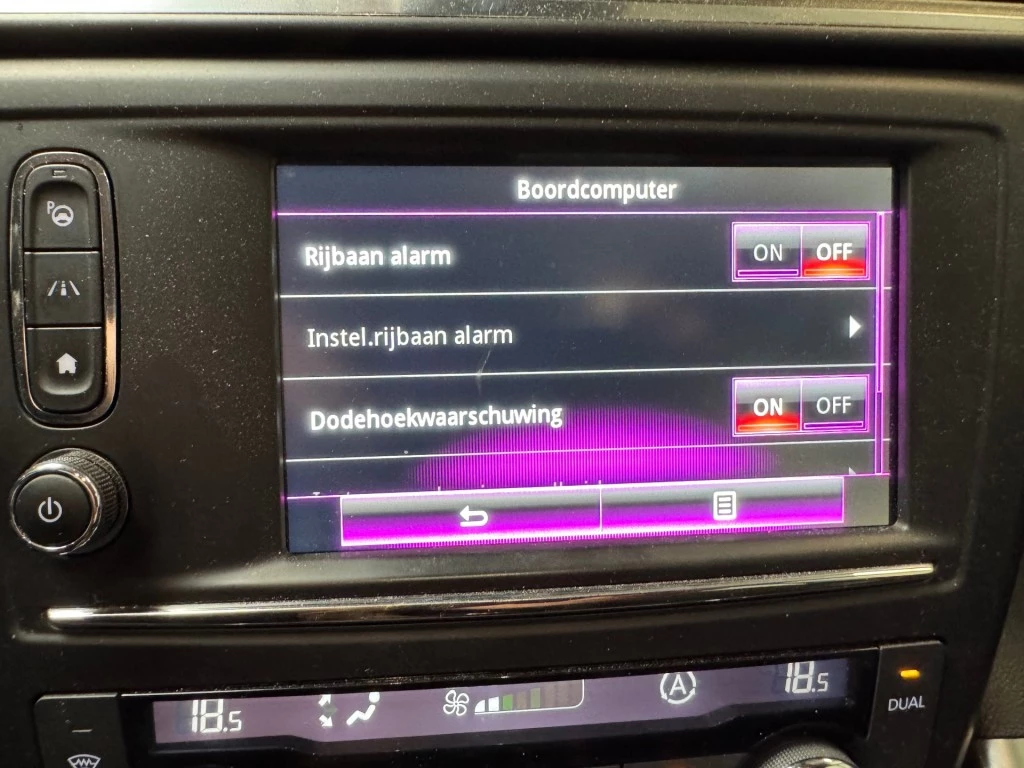 Boordcomputer
Rijbaan alarm ON OFF
Instel.rijbaan alarm
Dodehoekwaarschuwing ON OFF
P
18.5 A 18.5
DUAL